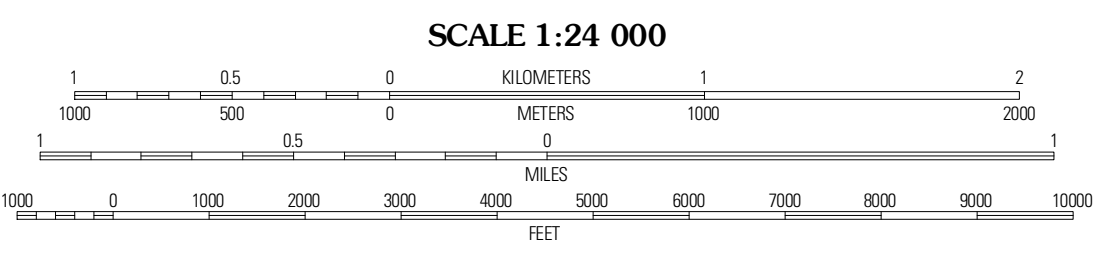 SCALE 1:24 000
1 0.5 0 KILOMETERS 1 2
1000 500 0 METERS 1000 2000
1 0.5 0 1
MILES
1000 0 1000 2000 3000 4000 5000 6000 7000 8000 9000 10000
FEET